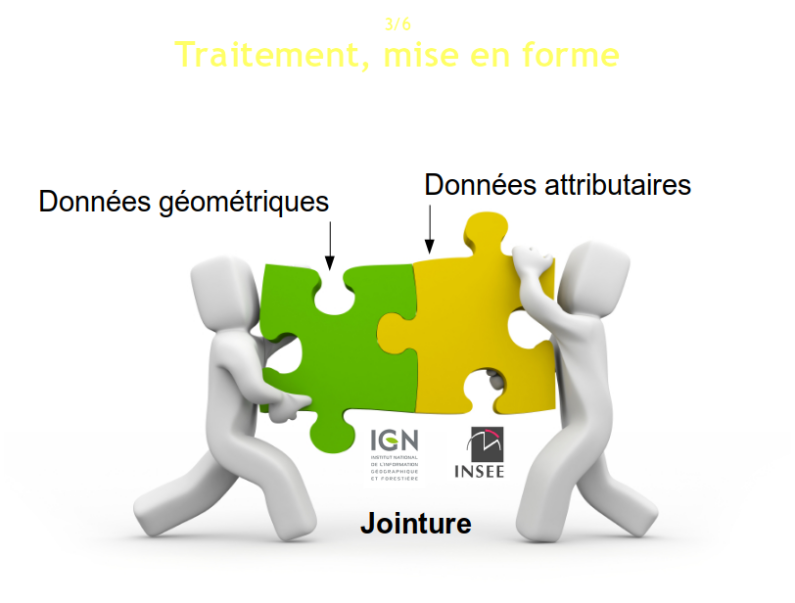 3/6
Traitement, mise en forme
Données géométriques
Données attributaires
IGN
INSTITUT NATIONAL
DE L'INFORMATION
GÉOGRAPHIQUE
ET FORESTIÈRE
INSEE
Jointure